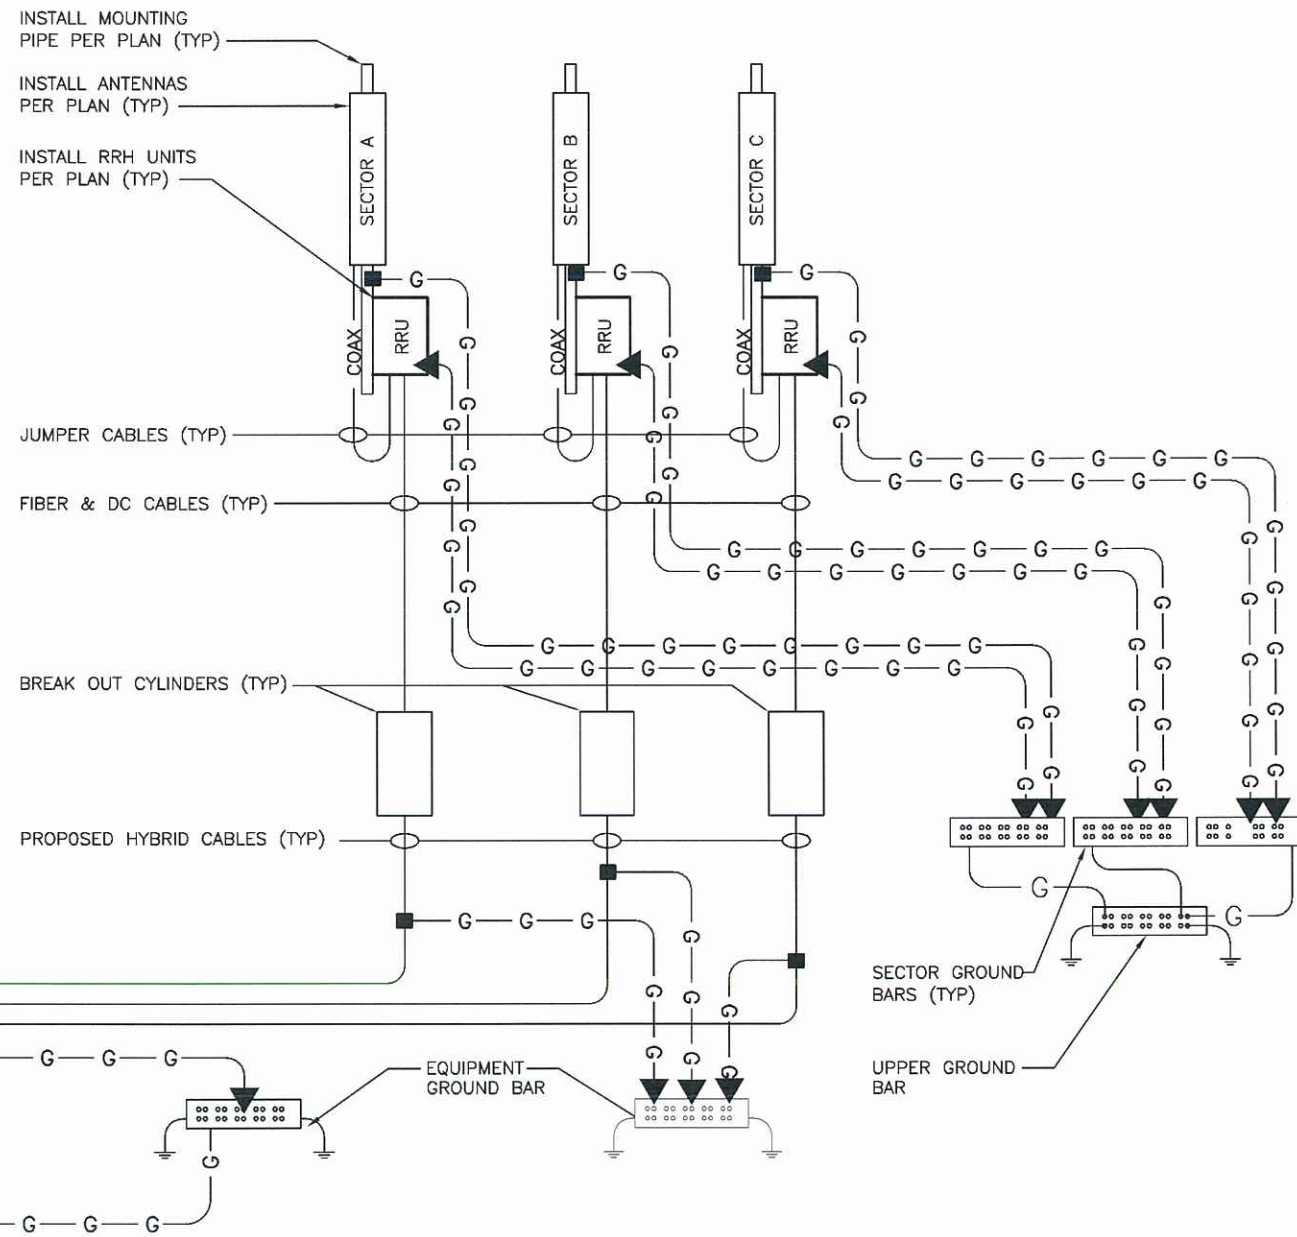 INSTALL MOUNTING
PIPE PER PLAN (TYP)
INSTALL ANTENNAS
PER PLAN (TYP)
INSTALL RRH UNITS
PER PLAN (TYP)
SECTOR A
SECTOR B
SECTOR C
G
G
G
COAX
RRU
COAX
RRU
COAX
RRU
G
G
G
G
G
G
G
G
G
G
G
G
JUMPER CABLES (TYP)
G
G
G
G G G G G G
G G G G G G
FIBER & DC CABLES (TYP)
G
G
G
G
G
G
G
G G G G G G G
G G G G G G G
G
G
G
G
G
G
G
G
G G G G G G G G
G G G G G G G G
G
G
G
G
BREAK OUT CYLINDERS (TYP)
G
G
G
G
G
G
G
G
G
G
G
G
PROPOSED HYBRID CABLES (TYP)
G
G
G G G
G
G
G
G
G
SECTOR GROUND
BARS (TYP)
G
G
G
G
UPPER GROUND
BAR
G G G
EQUIPMENT
GROUND BAR
G
G G G